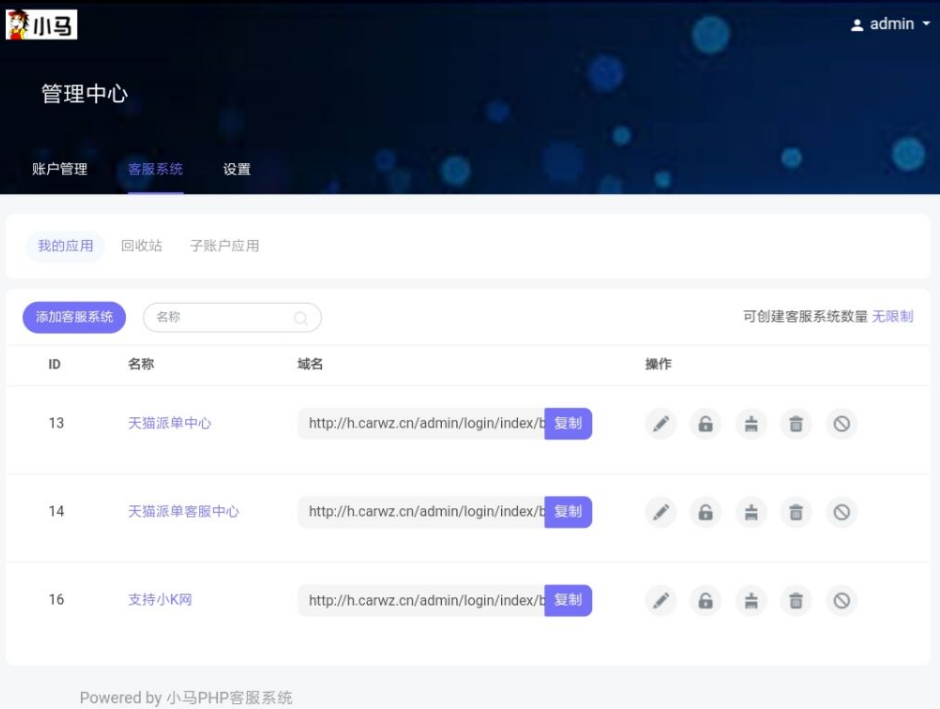 小马
admin
管理中心
账户管理 客服系统 设置
我的应用 回收站 子账户应用
添加客服系统 名称 可创建客服系统数量 无限制
ID 名称 域名 操作
13 天猫派单中心 http://h.carwz.cn/admin/login/index/b 复制
14 天猫派单客服中心 http://h.carwz.cn/admin/login/index/b 复制
16 支持小K网 http://h.carwz.cn/admin/login/index/b 复制
Powered by 小马PHP客服系统